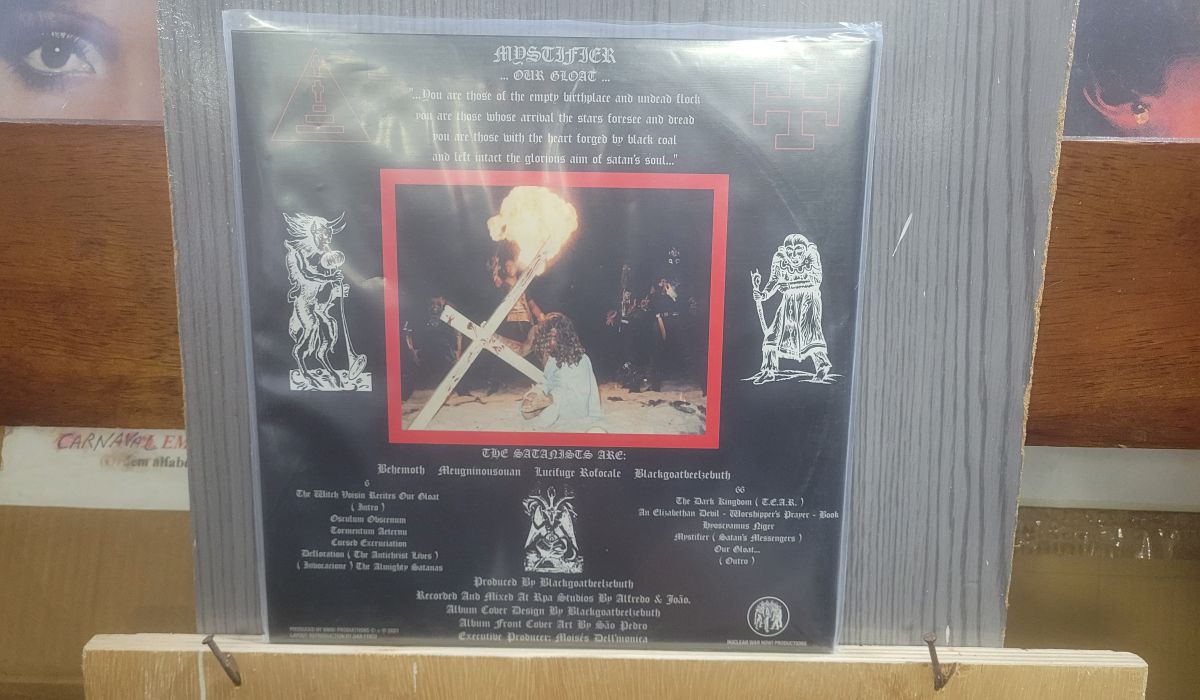 MYSTIFIER
... OUR GLOAT ...
"...You are those of the empty birthplace and undead flock
you are those whose arrival the stars foresee and dread
you are those with the heart forged by black coal
and left intact the glorious aim of satan's soul..."
THE SATANISTS ARE:
Behemoth Meugninousouan Lucifuge Rofocale Blackgoatbeelzebuth
6
The Witch Voisin Recites Our Gloat
( Intro )
Osculum Obscenum
Tormentum Aeternu
Cursed Excruciation
Defloration ( The Antichrist Lives )
( Invocacione ) The Almighty Satanas
66
The Dark Kingdom ( T.E.A.R. )
An Elizabethan Devil - Worshipper's Prayer - Book
Hyoscyamus Niger
Mystifier ( Satan's Messengers )
Our Gloat...
( Outro )
Produced By Blackgoatbeelzebuth
Recorded And Mixed At Rpa Studios By Alfredo & João.
Album Cover Design By Blackgoatbeelzebuth
Album Front Cover Art By São Pedro
Executive Producer: Moisés Dell'monica
NUCLEAR WAR NOW! PRODUCTIONS
CARNAVAL EM